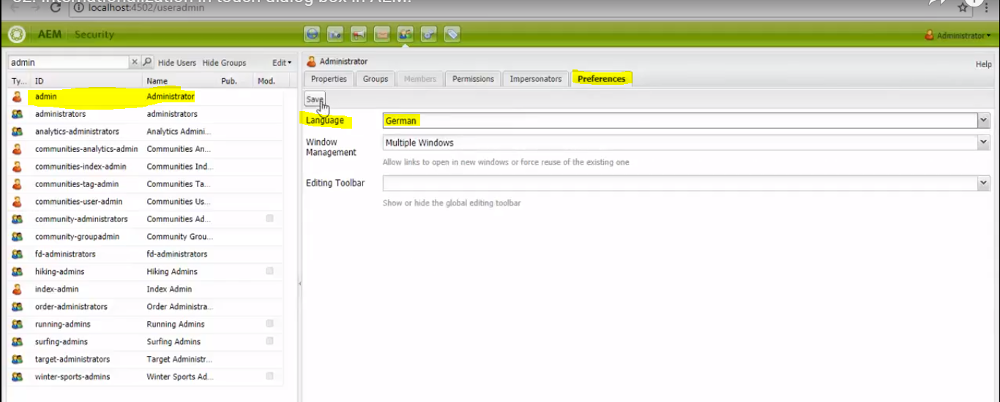 52. Internationalization in touch dialog box in AEM.
localhost:4502/useradmin
AEM Security
Administrator
admin
Hide Users Hide Groups Edit
Ty... ID Name Pub. Mod.
admin Administrator
administrators administrators
analytics-administrators Analytics Admini...
communities-analytics-admin Communities An...
communities-index-admin Communities Ind...
communities-tag-admin Communities Ta...
communities-user-admin Communities Us...
community-administrators Communities Ad...
community-groupadmin Community Grou...
fd-administrators fd-administrators
hiking-admins Hiking Admins
index-admin Index Admin
order-administrators Order Administra...
running-admins Running Admins
surfing-admins Surfing Admins
target-administrators Target Administr...
winter-sports-admins Winter Sports Ad...
Administrator
Help
Properties Groups Members Permissions Impersonators Preferences
Save
Language German
Window Management Multiple Windows
Allow links to open in new windows or force reuse of the existing one
Editing Toolbar
Show or hide the global editing toolbar